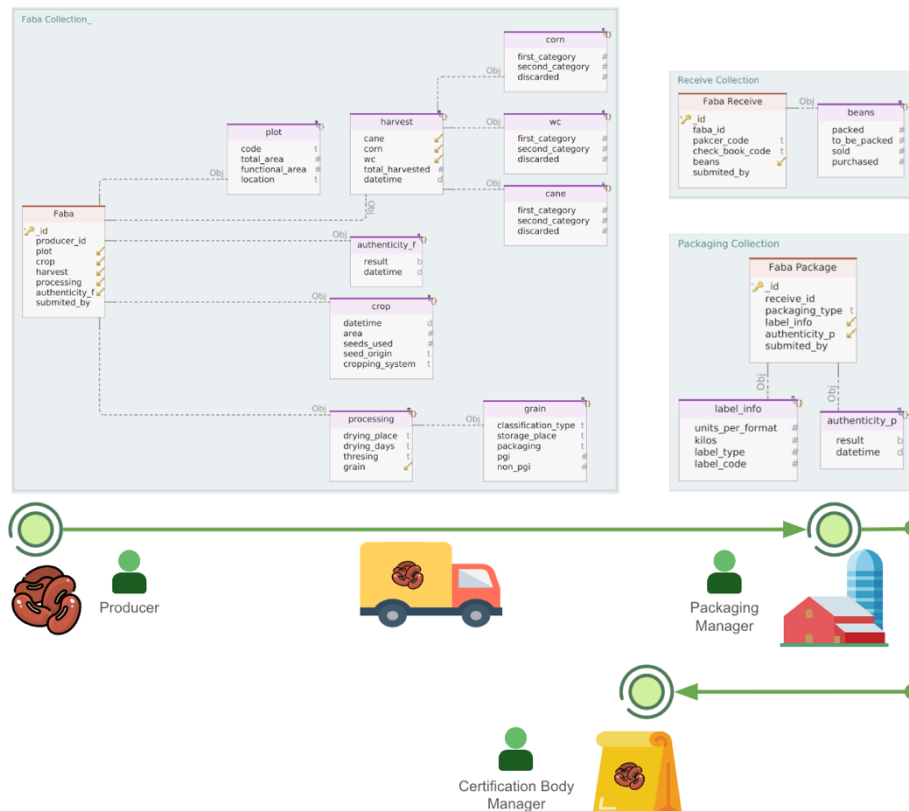 Faba Collection_
corn
first_category #
second_category #
discarded #
Obj
harvest
cane
corn
wc
total_harvested #
datetime d
Obj
wc
first_category #
second_category #
discarded #
Obj
cane
first_category #
second_category #
discarded #
Obj
plot
code t
total_area #
functional_area #
location t
Obj
Faba
_id
producer_id
plot
crop
harvest
processing
authenticity_f
submited_by
Obj
authenticity_f
result b
datetime d
Obj
crop
datetime d
area #
seeds_used #
seed_origin t
cropping_system t
Obj
processing
drying_place t
drying_days t
thresing t
grain
Obj
grain
classification_type t
storage_place t
packaging t
pgi #
non_pgi #
Receive Collection
Faba Receive
_id
faba_id
pakcer_code t
check_book_code t
beans
submited_by
Obj
beans
packed #
to_be_packed #
sold #
purchased #
Packaging Collection
Faba Package
_id
receive_id
packaging_type t
label_info
authenticity_p
submited_by
Obj
Obj
label_info
units_per_format #
kilos #
label_type #
label_code #
authenticity_p
result b
datetime d
Producer
Packaging
Manager
Certification Body
Manager